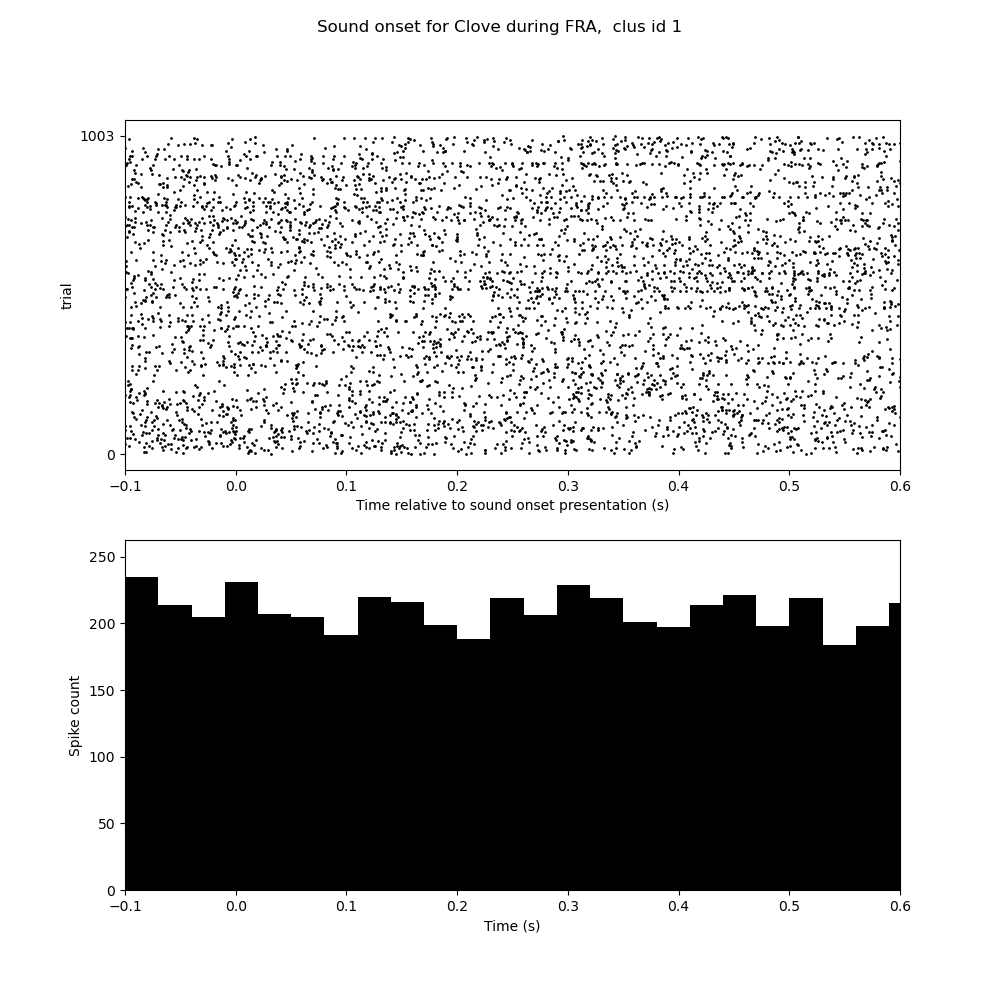 Sound onset for Clove during FRA,  clus id 1
1003
trial
0
−0.1 0.0 0.1 0.2 0.3 0.4 0.5 0.6
Time relative to sound onset presentation (s)
250
200
150
Spike count
100
50
0
−0.1 0.0 0.1 0.2 0.3 0.4 0.5 0.6
Time (s)